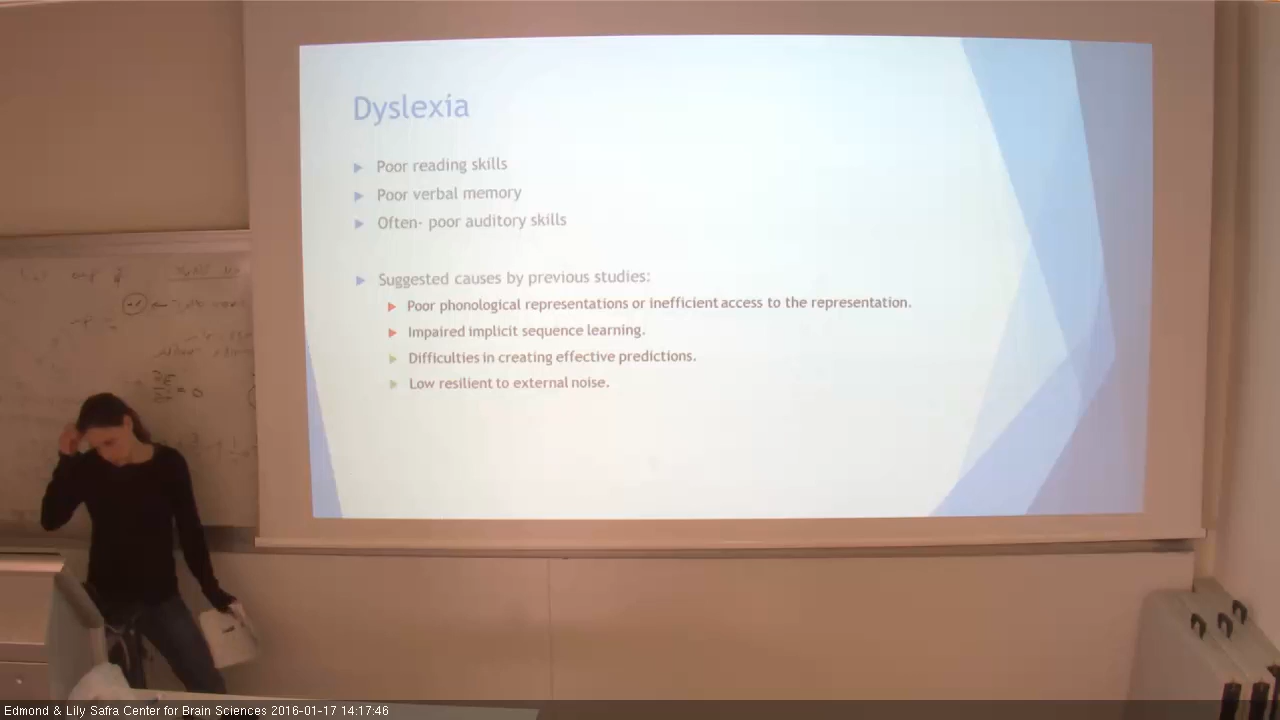 Dyslexia
Poor reading skills
Poor verbal memory
Often- poor auditory skills
Suggested causes by previous studies:
Poor phonological representations or inefficient access to the representation.
Impaired implicit sequence learning.
Difficulties in creating effective predictions.
Low resilient to external noise.
Edmond & Lily Safra Center for Brain Sciences 2016-01-17 14:17:46